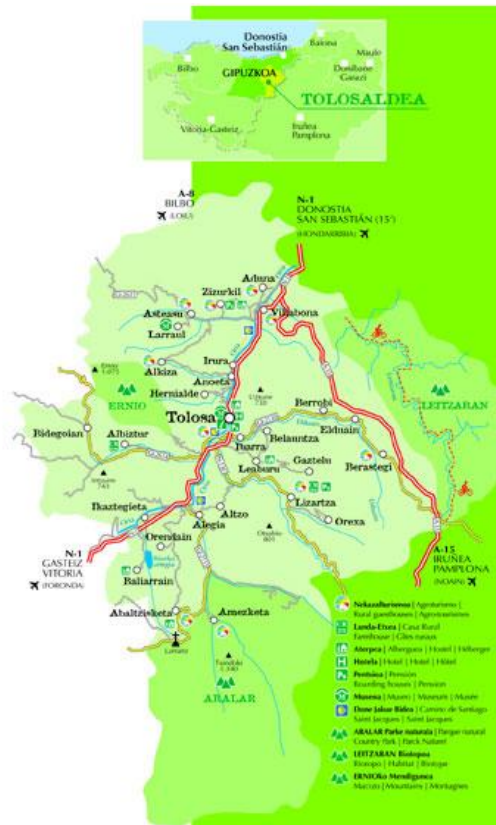 Donostia
San Sebastián
Baiona
Bilbo
Maule
Donibane
Garazi
GIPUZKOA
TOLOSALDEA
Vitoria-Gasteiz
Iruñea
Pamplona
A-8
BILBO
(LOIU)
N-1
DONOSTIA
SAN SEBASTIÁN (15')
(HONDARRIBIA)
Aduna
Zizurkil
Asteasu
Villabona
Larraul
Irura
Alkiza
Anoeta
Hernialde
ERNIO
Tolosa
Berrobi
LEITZARAN
Elduain
Bidegoian
Albiztur
Ibarra
Belauntza
Berastegi
Leaburu
Gaztelu
Lizartza
Ikaztegieta
Altzo
Alegia
Orexa
Orendain
N-1
GASTEIZ
VITORIA
(FORONDA)
A-15
IRUÑEA
PAMPLONA
(NOAIN)
Baliarrain
Abaltzisketa
Amezketa
ARALAR
Nekazalturismoa | Agroturismo |
Rural guesthouses | Agro-tourismes
Landa-Etxea | Casa Rural
Farmhouse | Gîtes ruraux
Aterpea | Albergues | Hostel | Héberger
Hotela | Hotel | Hotel | Hôtel
Pentsioa | Pensión
Boarding houses | Pension
Museoa | Museo | Museum | Musée
Done Jakue Bidea | Camino de Santiago
Saint Jacques | Saint Jacques
ARALAR Parke naturala | Parque natural
Country Park | Parck Naturel
LEITZARAN Biotopoa
Biotopo | Habitat | Biotope
ERNIOko Mendigunea
Macizo | Mountains | Montagnes